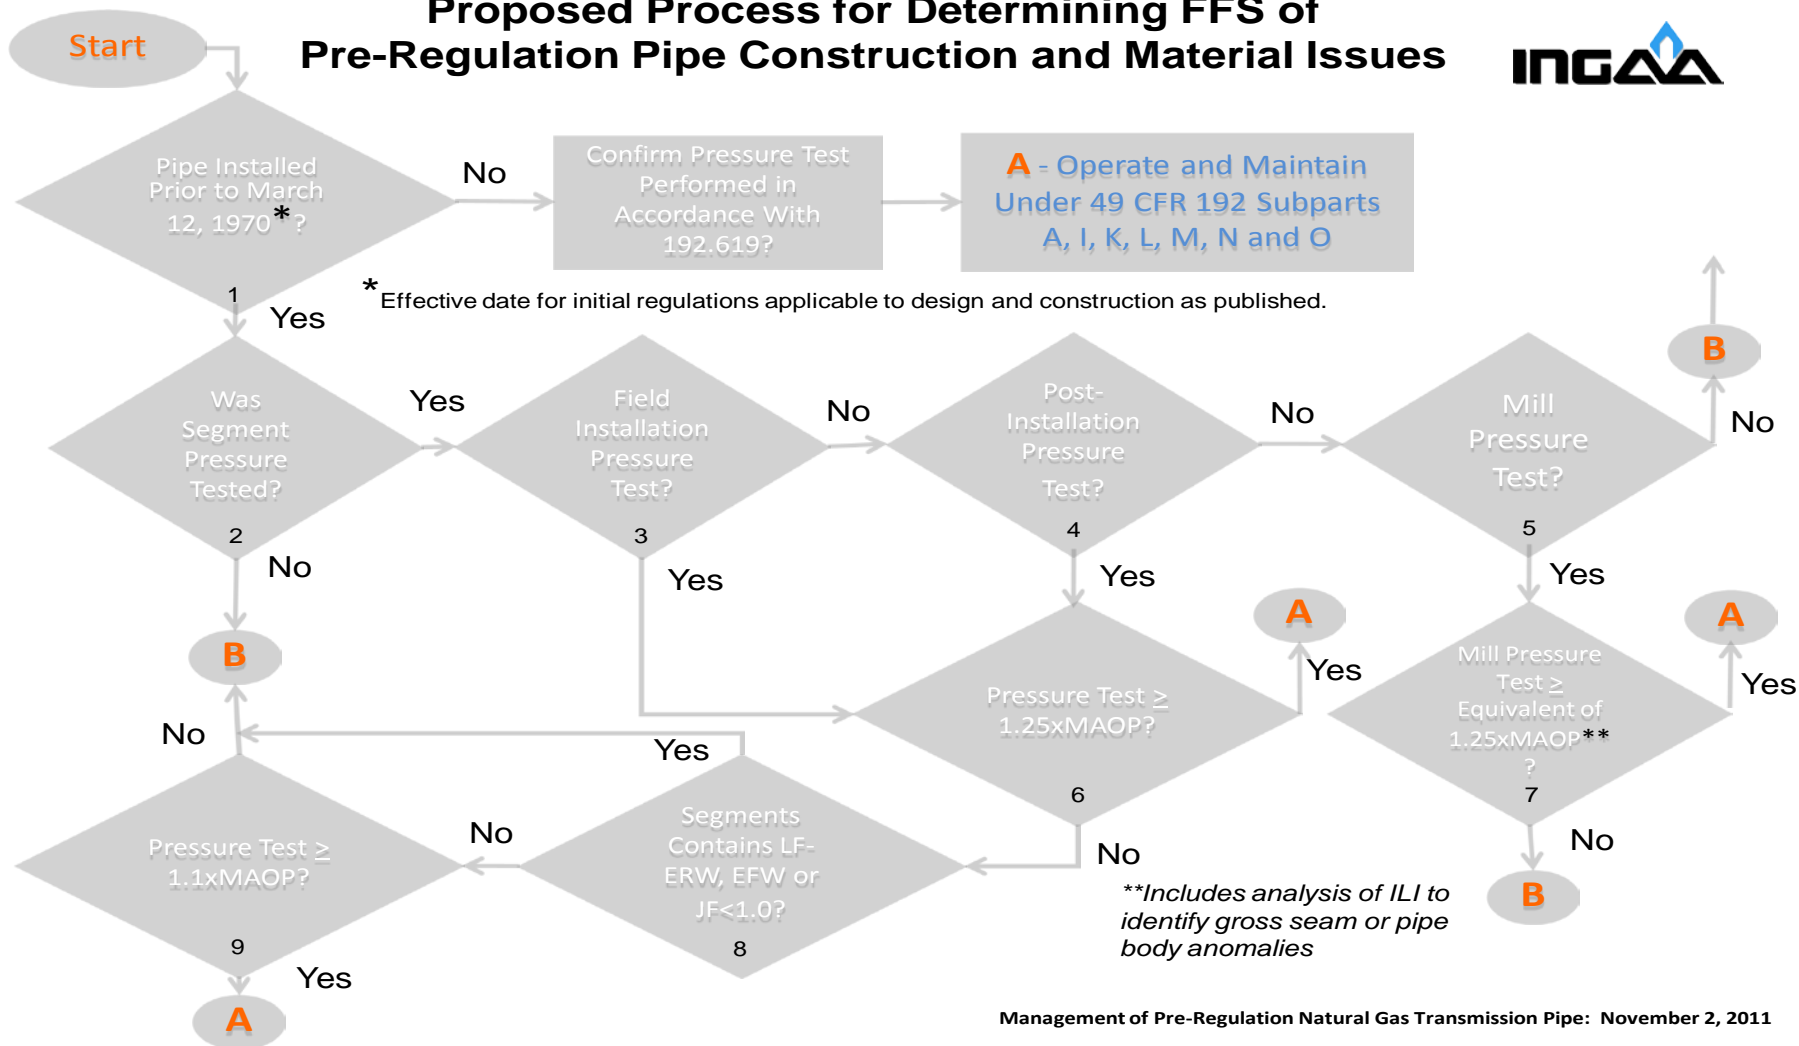 Proposed Process for Determining FFS of
Pre-Regulation Pipe Construction and Material Issues
INGAA
Start
Pipe Installed
Prior to March
12, 1970*?
1
No
Confirm Pressure Test
Performed in
Accordance With
192.619?
A - Operate and Maintain
Under 49 CFR 192 Subparts
A, I, K, L, M, N and O
*Effective date for initial regulations applicable to design and construction as published.
Yes
Was
Segment
Pressure
Tested?
2
Yes
Field
Installation
Pressure
Test?
3
No
Post-
Installation
Pressure
Test?
4
No
Mill
Pressure
Test?
5
B
No
No
B
Yes
Yes
Yes
Pressure Test ≥
1.25xMAOP?
6
A
Yes
Mill Pressure
Test ≥
Equivalent of
1.25xMAOP**
?
7
A
Yes
No
B
No
Segments
Contains LF-
ERW, EFW or
JF<1.0?
8
Yes
No
Pressure Test ≥
1.1xMAOP?
9
No
Yes
A
**Includes analysis of ILI to
identify gross seam or pipe
body anomalies
Management of Pre-Regulation Natural Gas Transmission Pipe: November 2, 2011